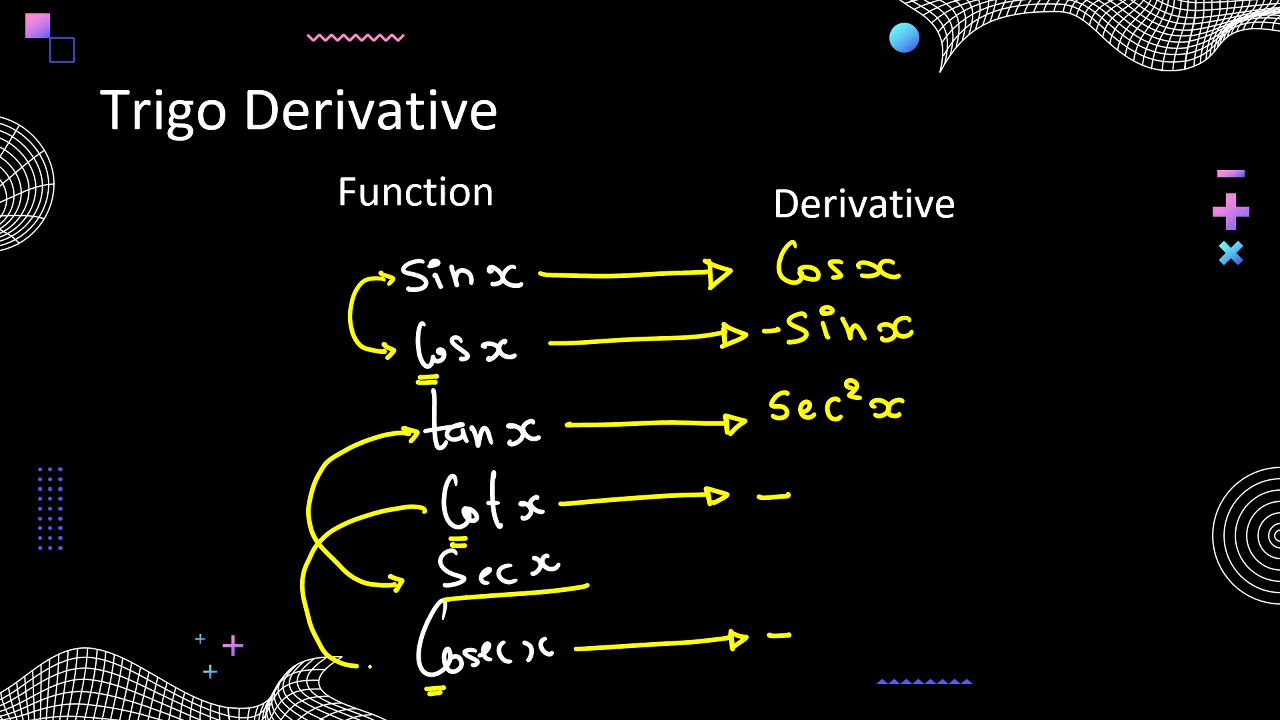 Trigo Derivative
Function Derivative
Sin x Cos x
Cos x -Sin x
tan x Sec² x
Cot x -
Sec x
Cosec x -